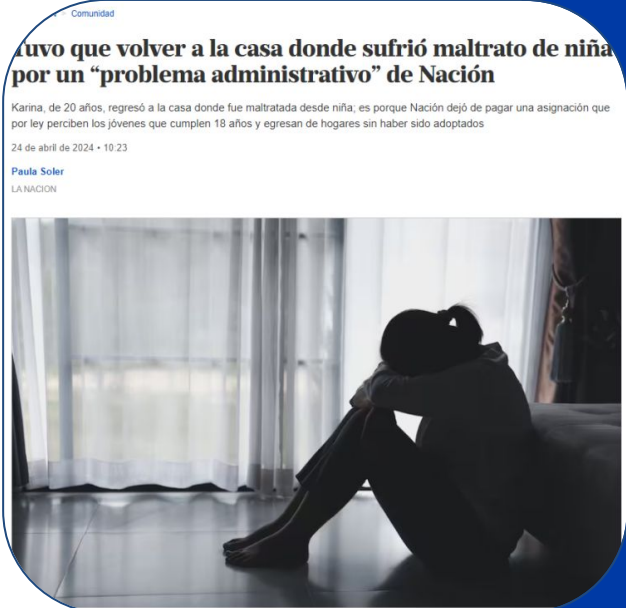 > Comunidad
Tuvo que volver a la casa donde sufrió maltrato de niña
por un “problema administrativo” de Nación
Karina, de 20 años, regresó a la casa donde fue maltratada desde niña; es porque Nación dejó de pagar una asignación que
por ley perciben los jóvenes que cumplen 18 años y egresan de hogares sin haber sido adoptados
24 de abril de 2024 • 10:23
Paula Soler
LA NACION